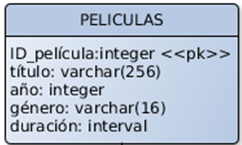 PELICULAS
ID_película:integer <<pk>>
título: varchar(256)
año: integer
género: varchar(16)
duración: interval